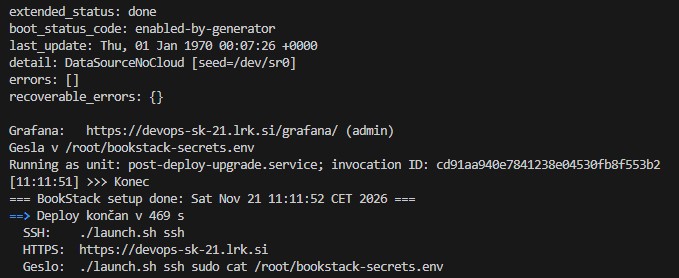 extended_status: done
boot_status_code: enabled-by-generator
last_update: Thu, 01 Jan 1970 00:07:26 +0000
detail: DataSourceNoCloud [seed=/dev/sr0]
errors: []
recoverable_errors: {}

Grafana:   https://devops-sk-21.lrk.si/grafana/ (admin)
Gesla v /root/bookstack-secrets.env
Running as unit: post-deploy-upgrade.service; invocation ID: cd91aa940e7841238e04530fb8f553b2
[11:11:51] >>> Konec
=== BookStack setup done: Sat Nov 21 11:11:52 CET 2026 ===
==> Deploy končan v 469 s
  SSH:    ./launch.sh ssh
  HTTPS:  https://devops-sk-21.lrk.si
  Geslo:  ./launch.sh ssh sudo cat /root/bookstack-secrets.env